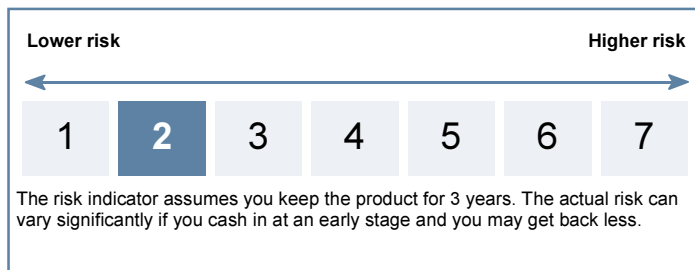 Lower risk Higher risk
1 2 3 4 5 6 7
The risk indicator assumes you keep the product for 3 years. The actual risk can
vary significantly if you cash in at an early stage and you may get back less.